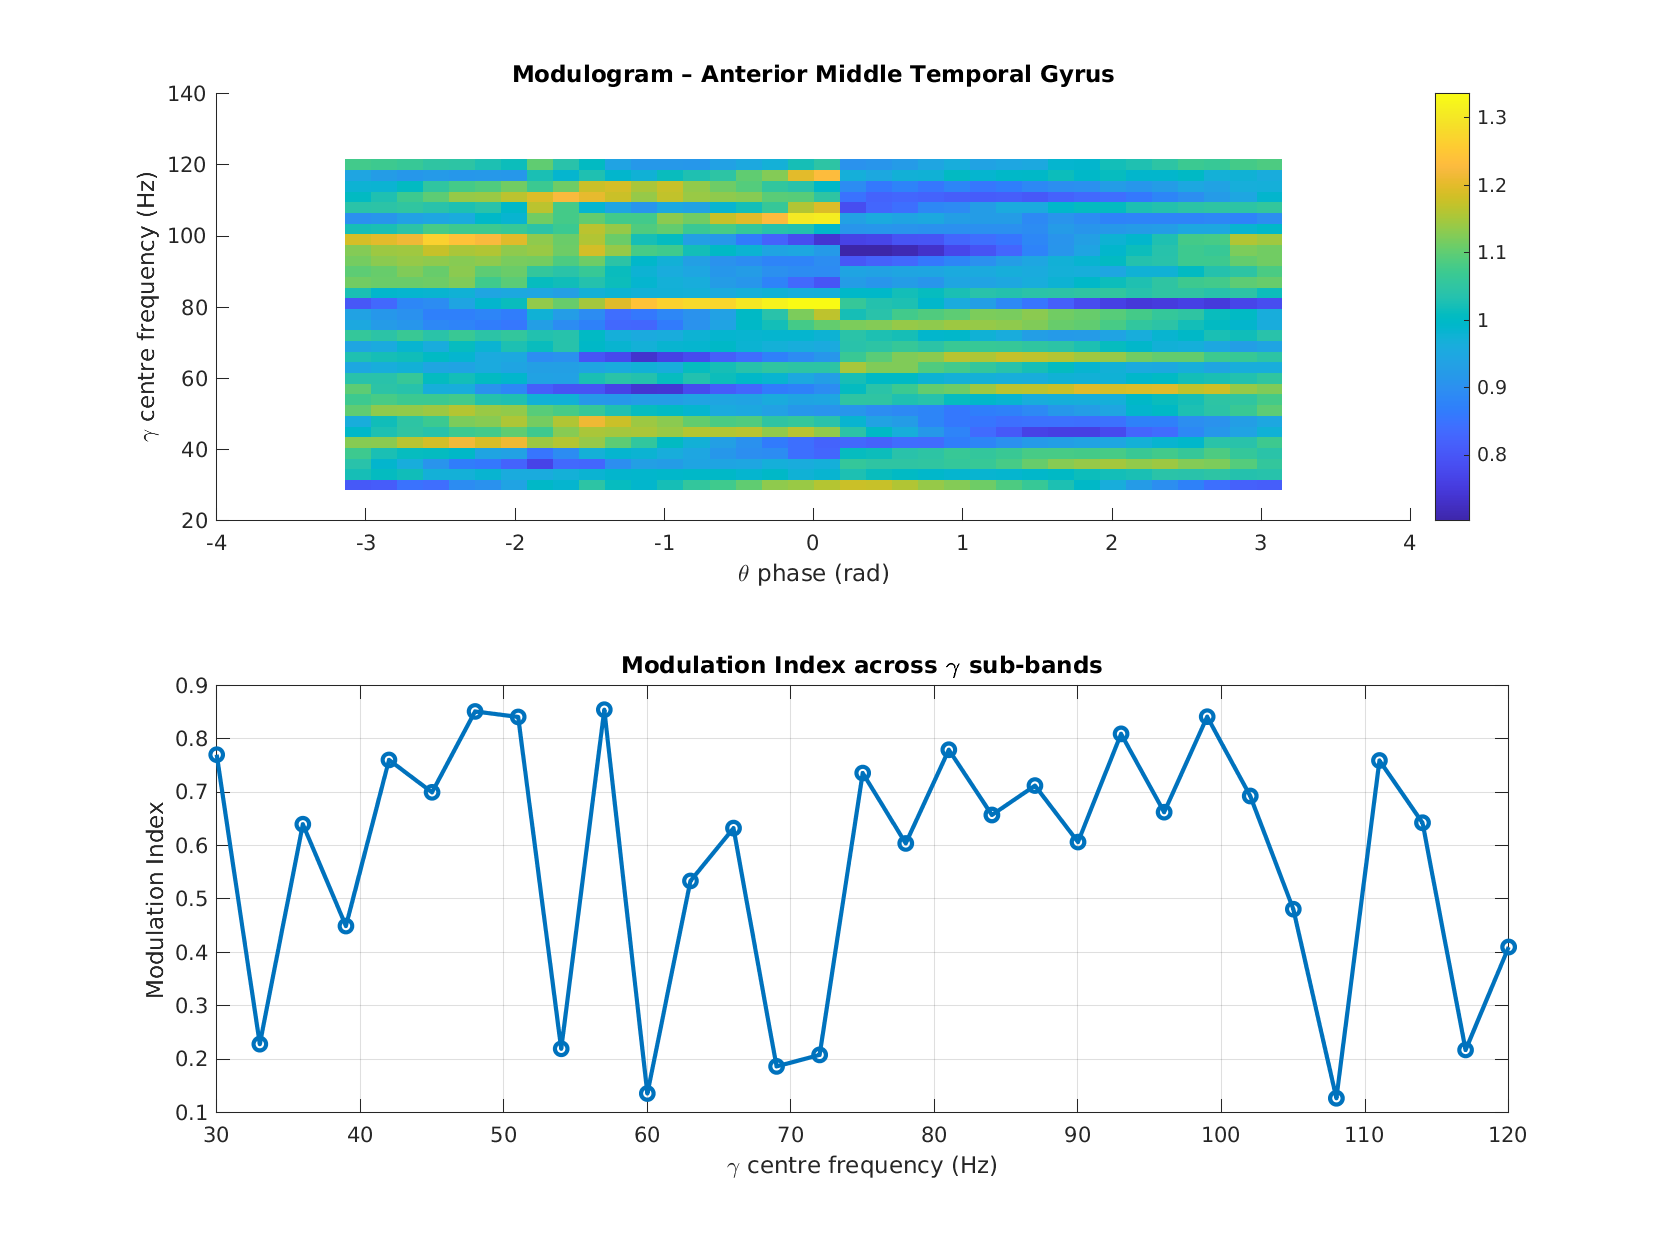 Modulogram – Anterior Middle Temporal Gyrus
140
120
100
80
60
40
20
γ centre frequency (Hz)
-4 -3 -2 -1 0 1 2 3 4
θ phase (rad)
1.3
1.2
1.1
1
0.9
0.8
Modulation Index across γ sub-bands
0.9
0.8
0.7
0.6
0.5
0.4
0.3
0.2
0.1
Modulation Index
30 40 50 60 70 80 90 100 110 120
γ centre frequency (Hz)